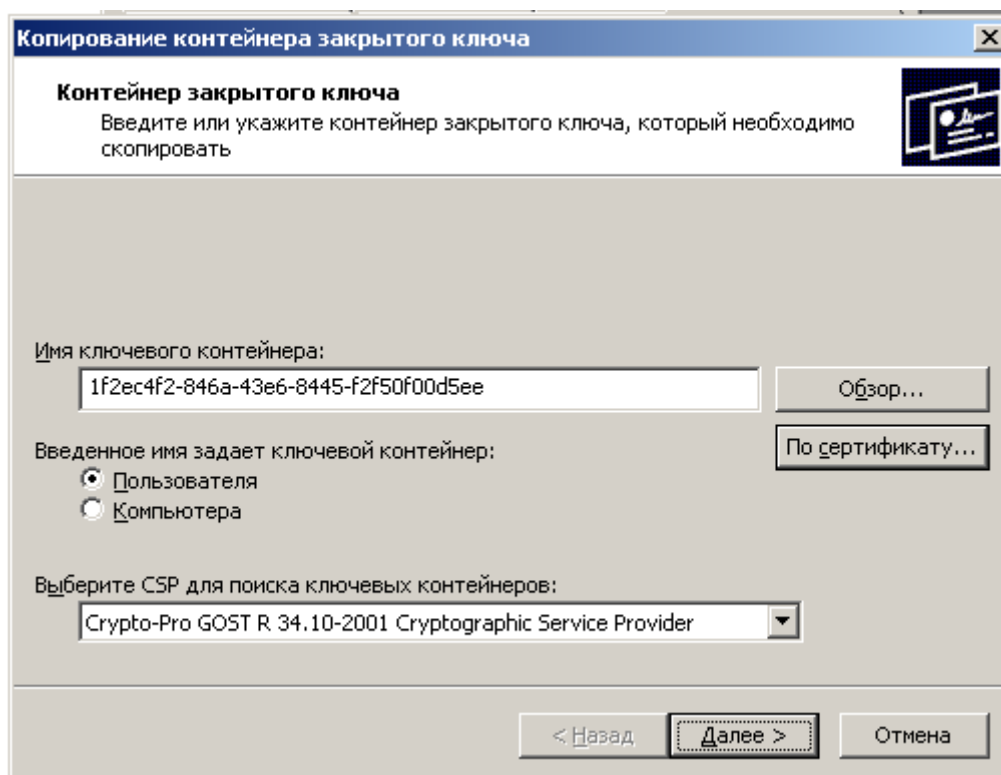 Копирование контейнера закрытого ключа
Контейнер закрытого ключа
Введите или укажите контейнер закрытого ключа, который необходимо
скопировать
Имя ключевого контейнера:
1f2ec4f2-846a-43e6-8445-f2f50f00d5ee
Обзор...
Введенное имя задает ключевой контейнер:
По сертификату...
Пользователя
Компьютера
Выберите CSP для поиска ключевых контейнеров:
Crypto-Pro GOST R 34.10-2001 Cryptographic Service Provider
< Назад
Далее >
Отмена